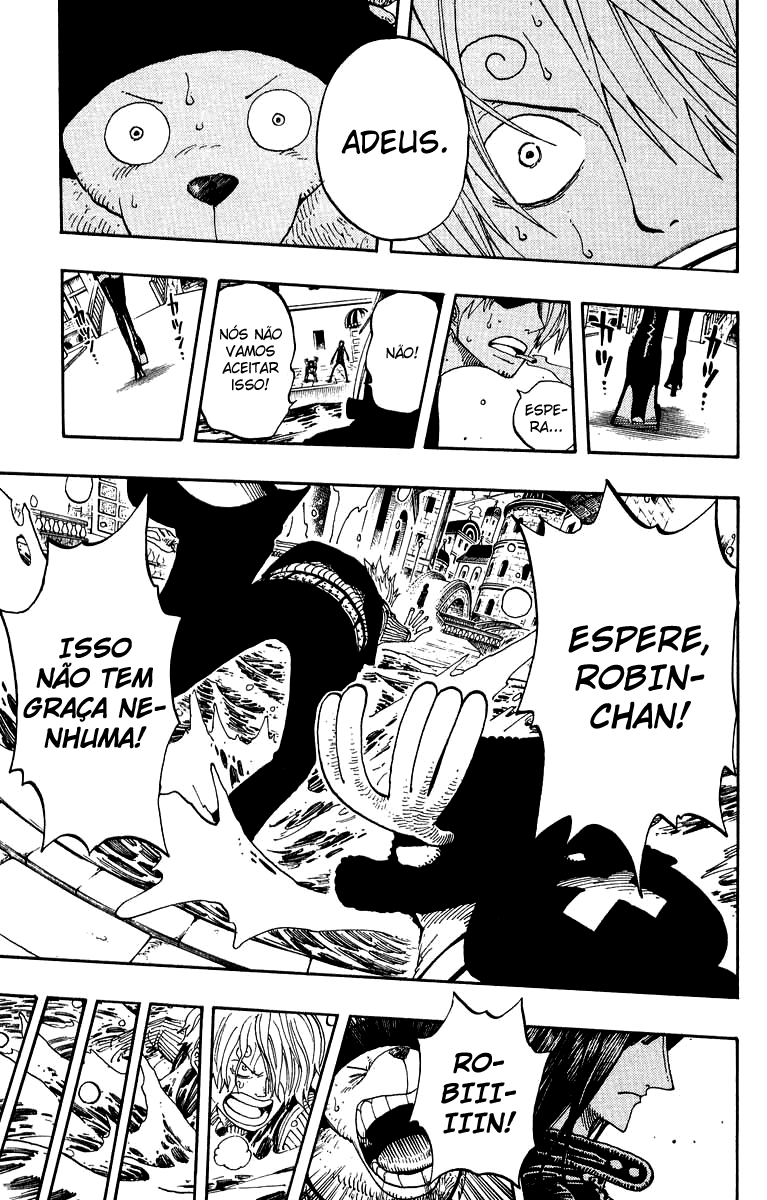 ADEUS.
ESPE-
RA...
NÃO!
NÓS NÃO
VAMOS
ACEITAR
ISSO!
ESPERE,
ROBIN-
CHAN!
ISSO
NÃO TEM
GRAÇA NE-
NHUMA!
RO-
BIII-
IIIN!